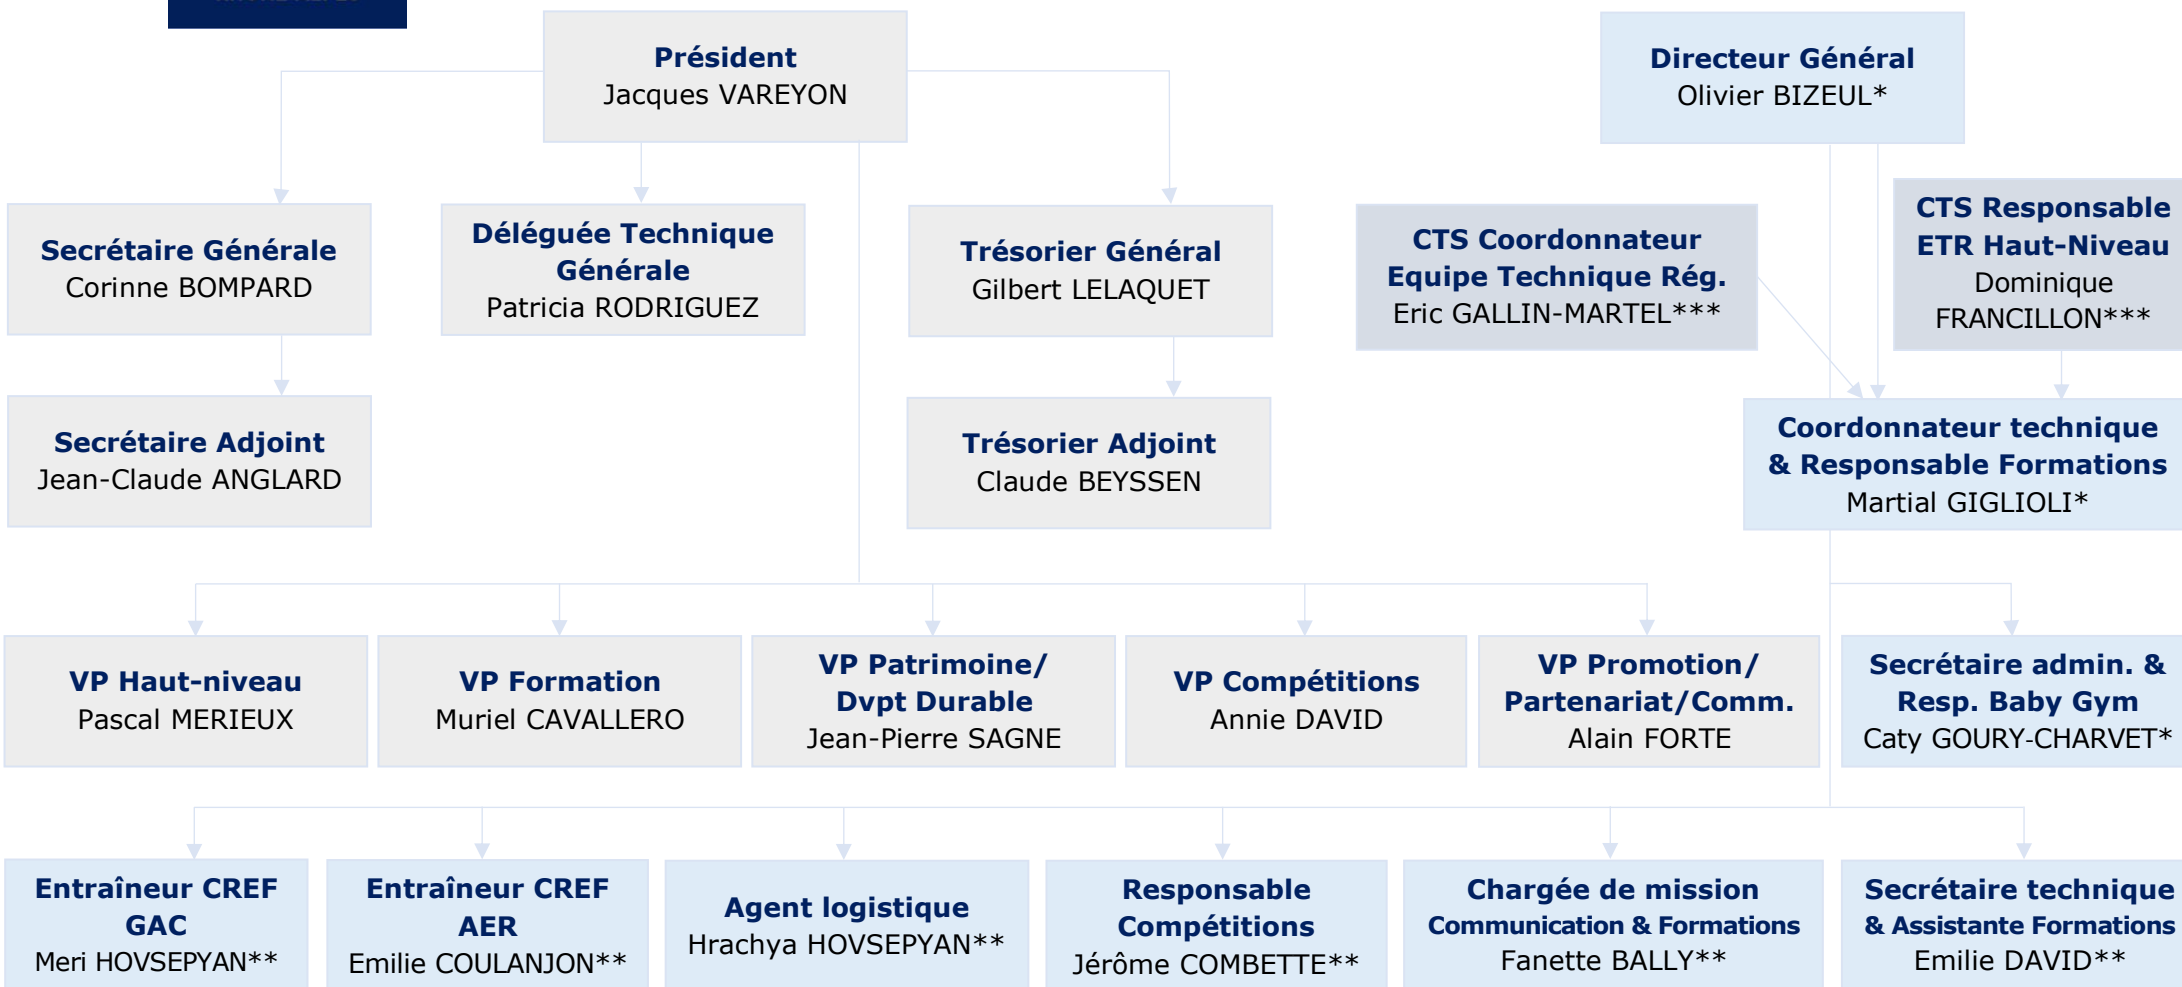 Président
Jacques VAREYON
Directeur Général
Olivier BIZEUL*
Secrétaire Générale
Corinne BOMPARD
Déléguée Technique
Générale
Patricia RODRIGUEZ
Trésorier Général
Gilbert LELAQUET
CTS Coordonnateur
Equipe Technique Rég.
Eric GALLIN-MARTEL***
CTS Responsable
ETR Haut-Niveau
Dominique
FRANCILLON***
Secrétaire Adjoint
Jean-Claude ANGLARD
Trésorier Adjoint
Claude BEYSSEN
Coordonnateur technique
& Responsable Formations
Martial GIGLIOLI*
VP Haut-niveau
Pascal MERIEUX
VP Formation
Muriel CAVALLERO
VP Patrimoine/
Dvpt Durable
Jean-Pierre SAGNE
VP Compétitions
Annie DAVID
VP Promotion/
Partenariat/Comm.
Alain FORTE
Secrétaire admin. &
Resp. Baby Gym
Caty GOURY-CHARVET*
Entraîneur CREF
GAC
Meri HOVSEPYAN**
Entraîneur CREF
AER
Emilie COULANJON**
Agent logistique
Hrachya HOVSEPYAN**
Responsable
Compétitions
Jérôme COMBETTE**
Chargée de mission
Communication & Formations
Fanette BALLY**
Secrétaire technique
& Assistante Formations
Emilie DAVID**